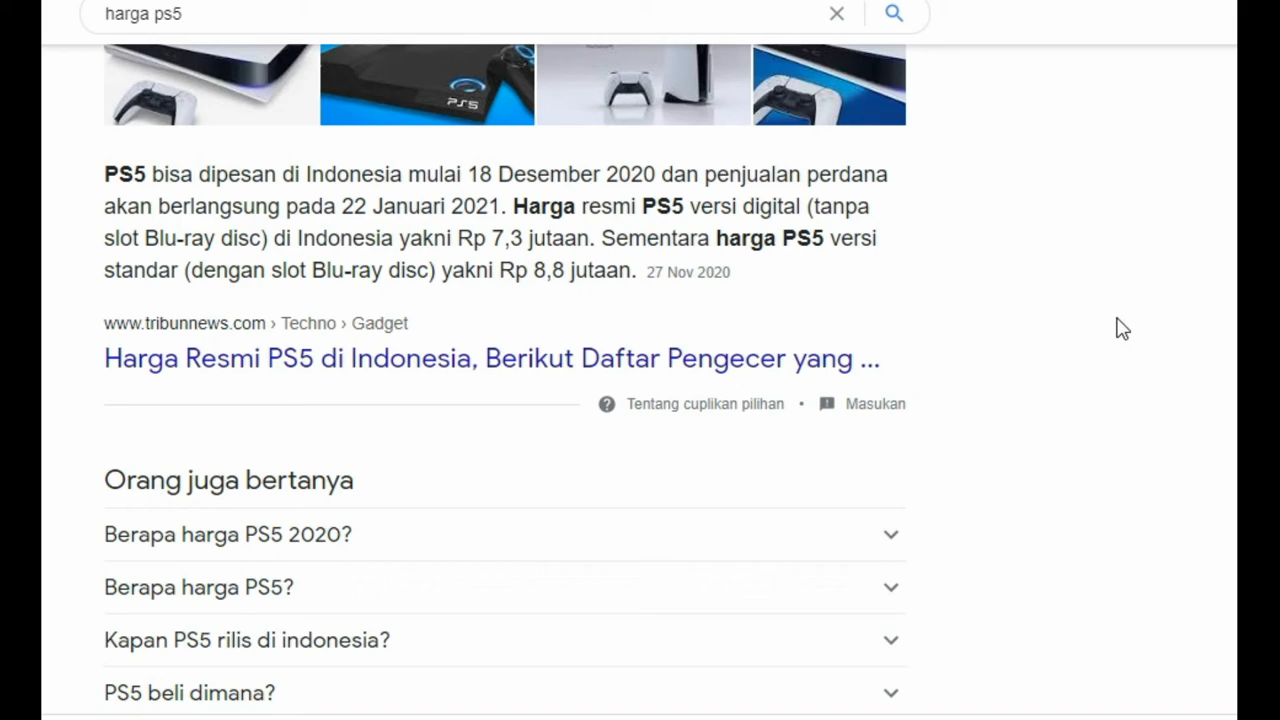 harga ps5
PS5
PS5 bisa dipesan di Indonesia mulai 18 Desember 2020 dan penjualan perdana
akan berlangsung pada 22 Januari 2021. Harga resmi PS5 versi digital (tanpa
slot Blu-ray disc) di Indonesia yakni Rp 7,3 jutaan. Sementara harga PS5 versi
standar (dengan slot Blu-ray disc) yakni Rp 8,8 jutaan. 27 Nov 2020
www.tribunnews.com › Techno › Gadget
Harga Resmi PS5 di Indonesia, Berikut Daftar Pengecer yang ...
Tentang cuplikan pilihan • Masukan
Orang juga bertanya
Berapa harga PS5 2020?
Berapa harga PS5?
Kapan PS5 rilis di indonesia?
PS5 beli dimana?